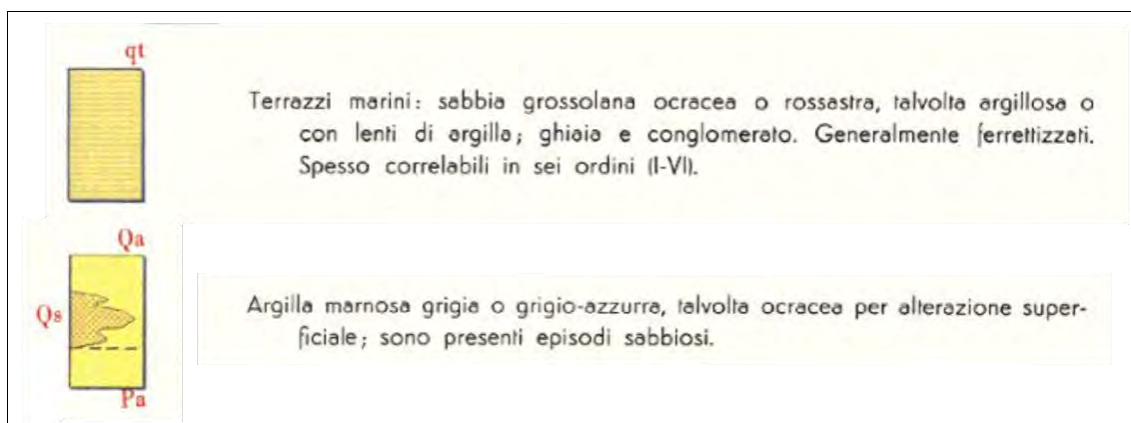 qt
Terrazzi marini: sabbia grossolana ocracea o rossastra, talvolta argillosa o
con lenti di argilla; ghiaia e conglomerato. Generalmente ferrettizzati.
Spesso correlabili in sei ordini (I-VI).
Qa
Qs
Argilla marnosa grigia o grigio-azzurra, talvolta ocracea per alterazione super-
ficiale; sono presenti episodi sabbiosi.
Pa